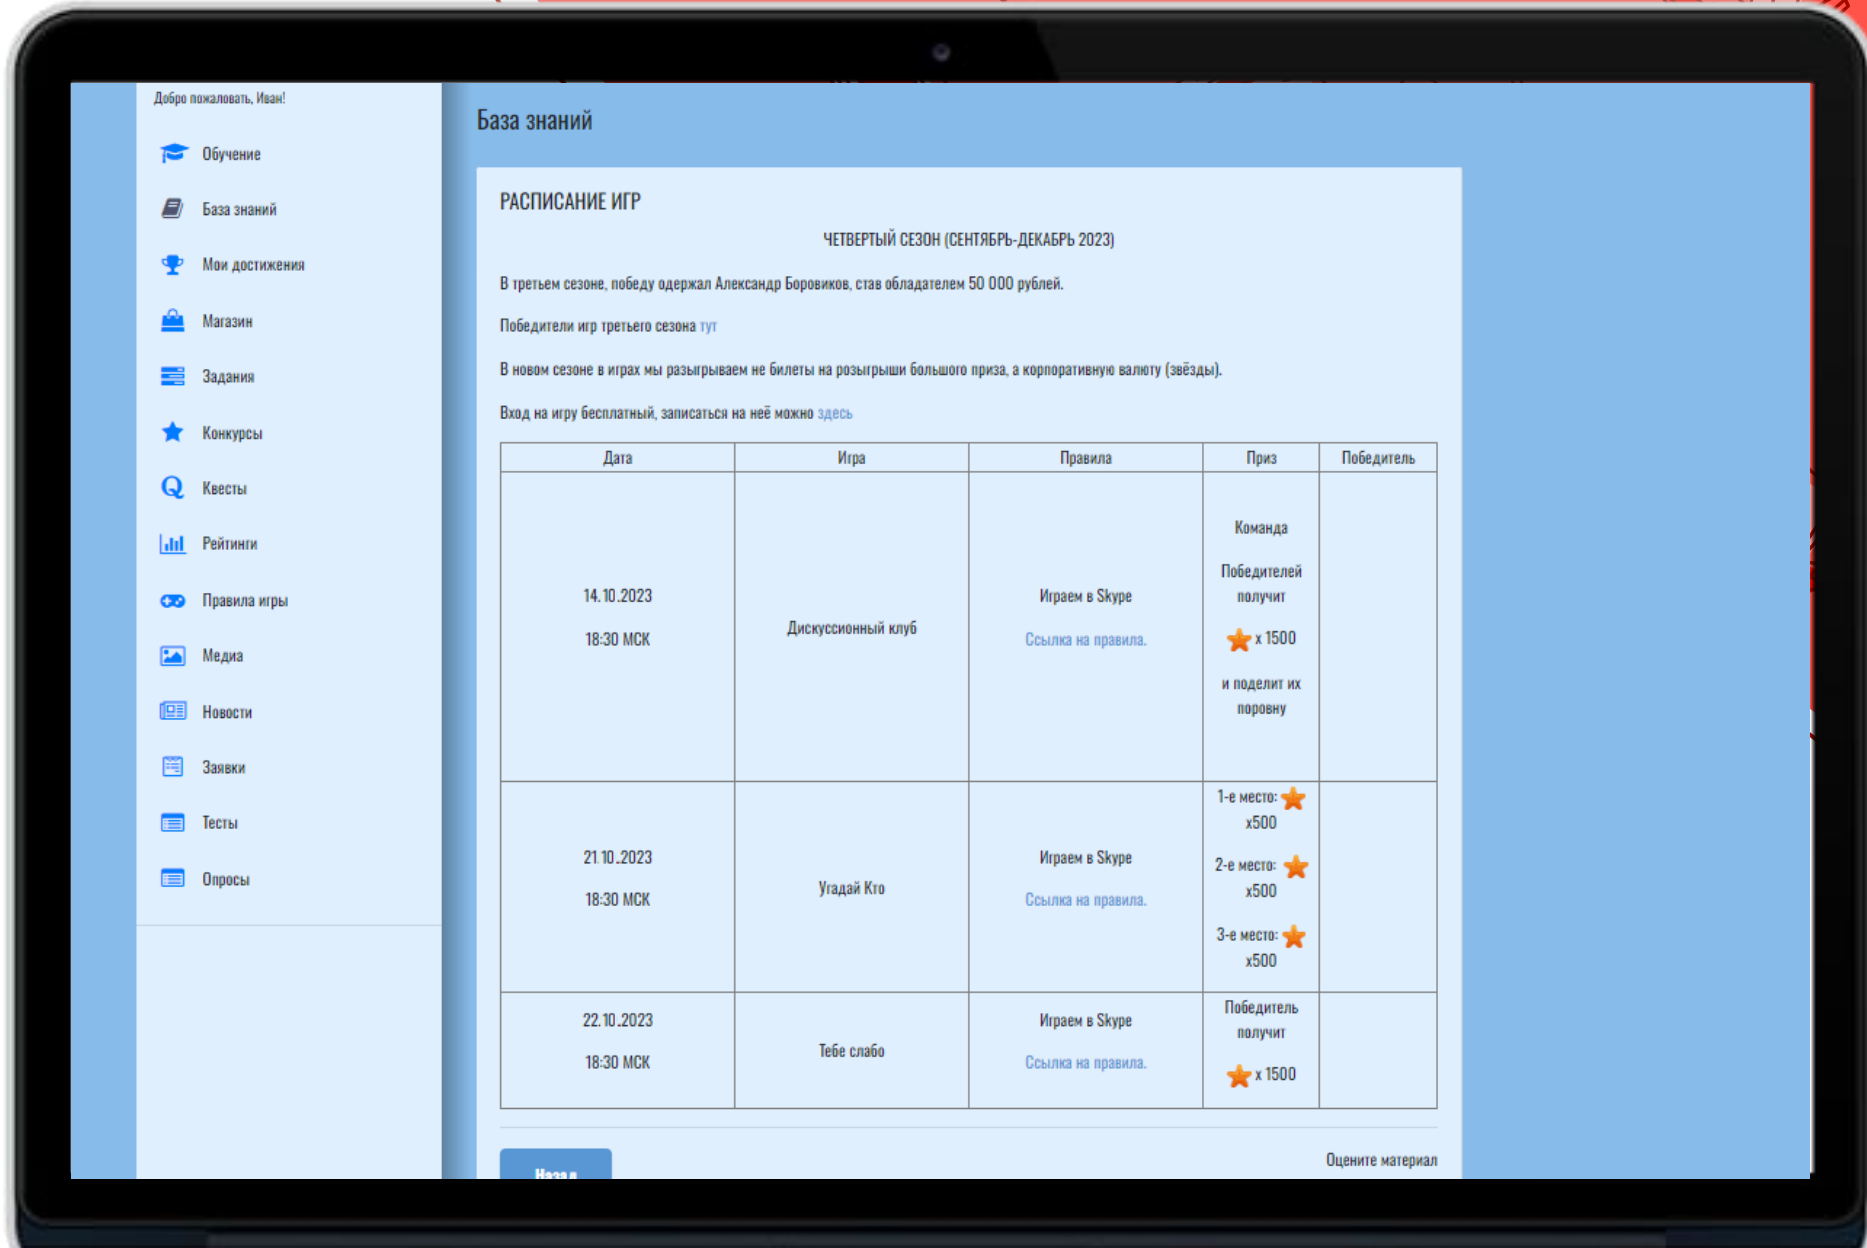 Добро пожаловать, Иван!
Обучение
База знаний
Мои достижения
Магазин
Задания
Конкурсы
Квесты
Рейтинги
Правила игры
Медиа
Новости
Заявки
Тесты
Опросы
База знаний
РАСПИСАНИЕ ИГР
ЧЕТВЕРТЫЙ СЕЗОН (СЕНТЯБРЬ-ДЕКАБРЬ 2023)
В третьем сезоне, победу одержал Александр Боровиков, став обладателем 50 000 рублей.
Победители игр третьего сезона тут
В новом сезоне в играх мы разыгрываем не билеты на розыгрыши большого приза, а корпоративную валюту (звёзды).
Вход на игру бесплатный, записаться на неё можно здесь
Дата Игра Правила Приз Победитель
14.10.2023
18:30 МСК
Дискуссионный клуб
Играем в Skype
Ссылка на правила.
Команда
Победителей
получит
x 1500
и поделит их
поровну
21.10.2023
18:30 МСК
Угадай Кто
Играем в Skype
Ссылка на правила.
1-е место:
x500
2-е место:
x500
3-е место:
x500
22.10.2023
18:30 МСК
Тебе слабо
Играем в Skype
Ссылка на правила.
Победитель
получит
x 1500
Назад
Оцените материал